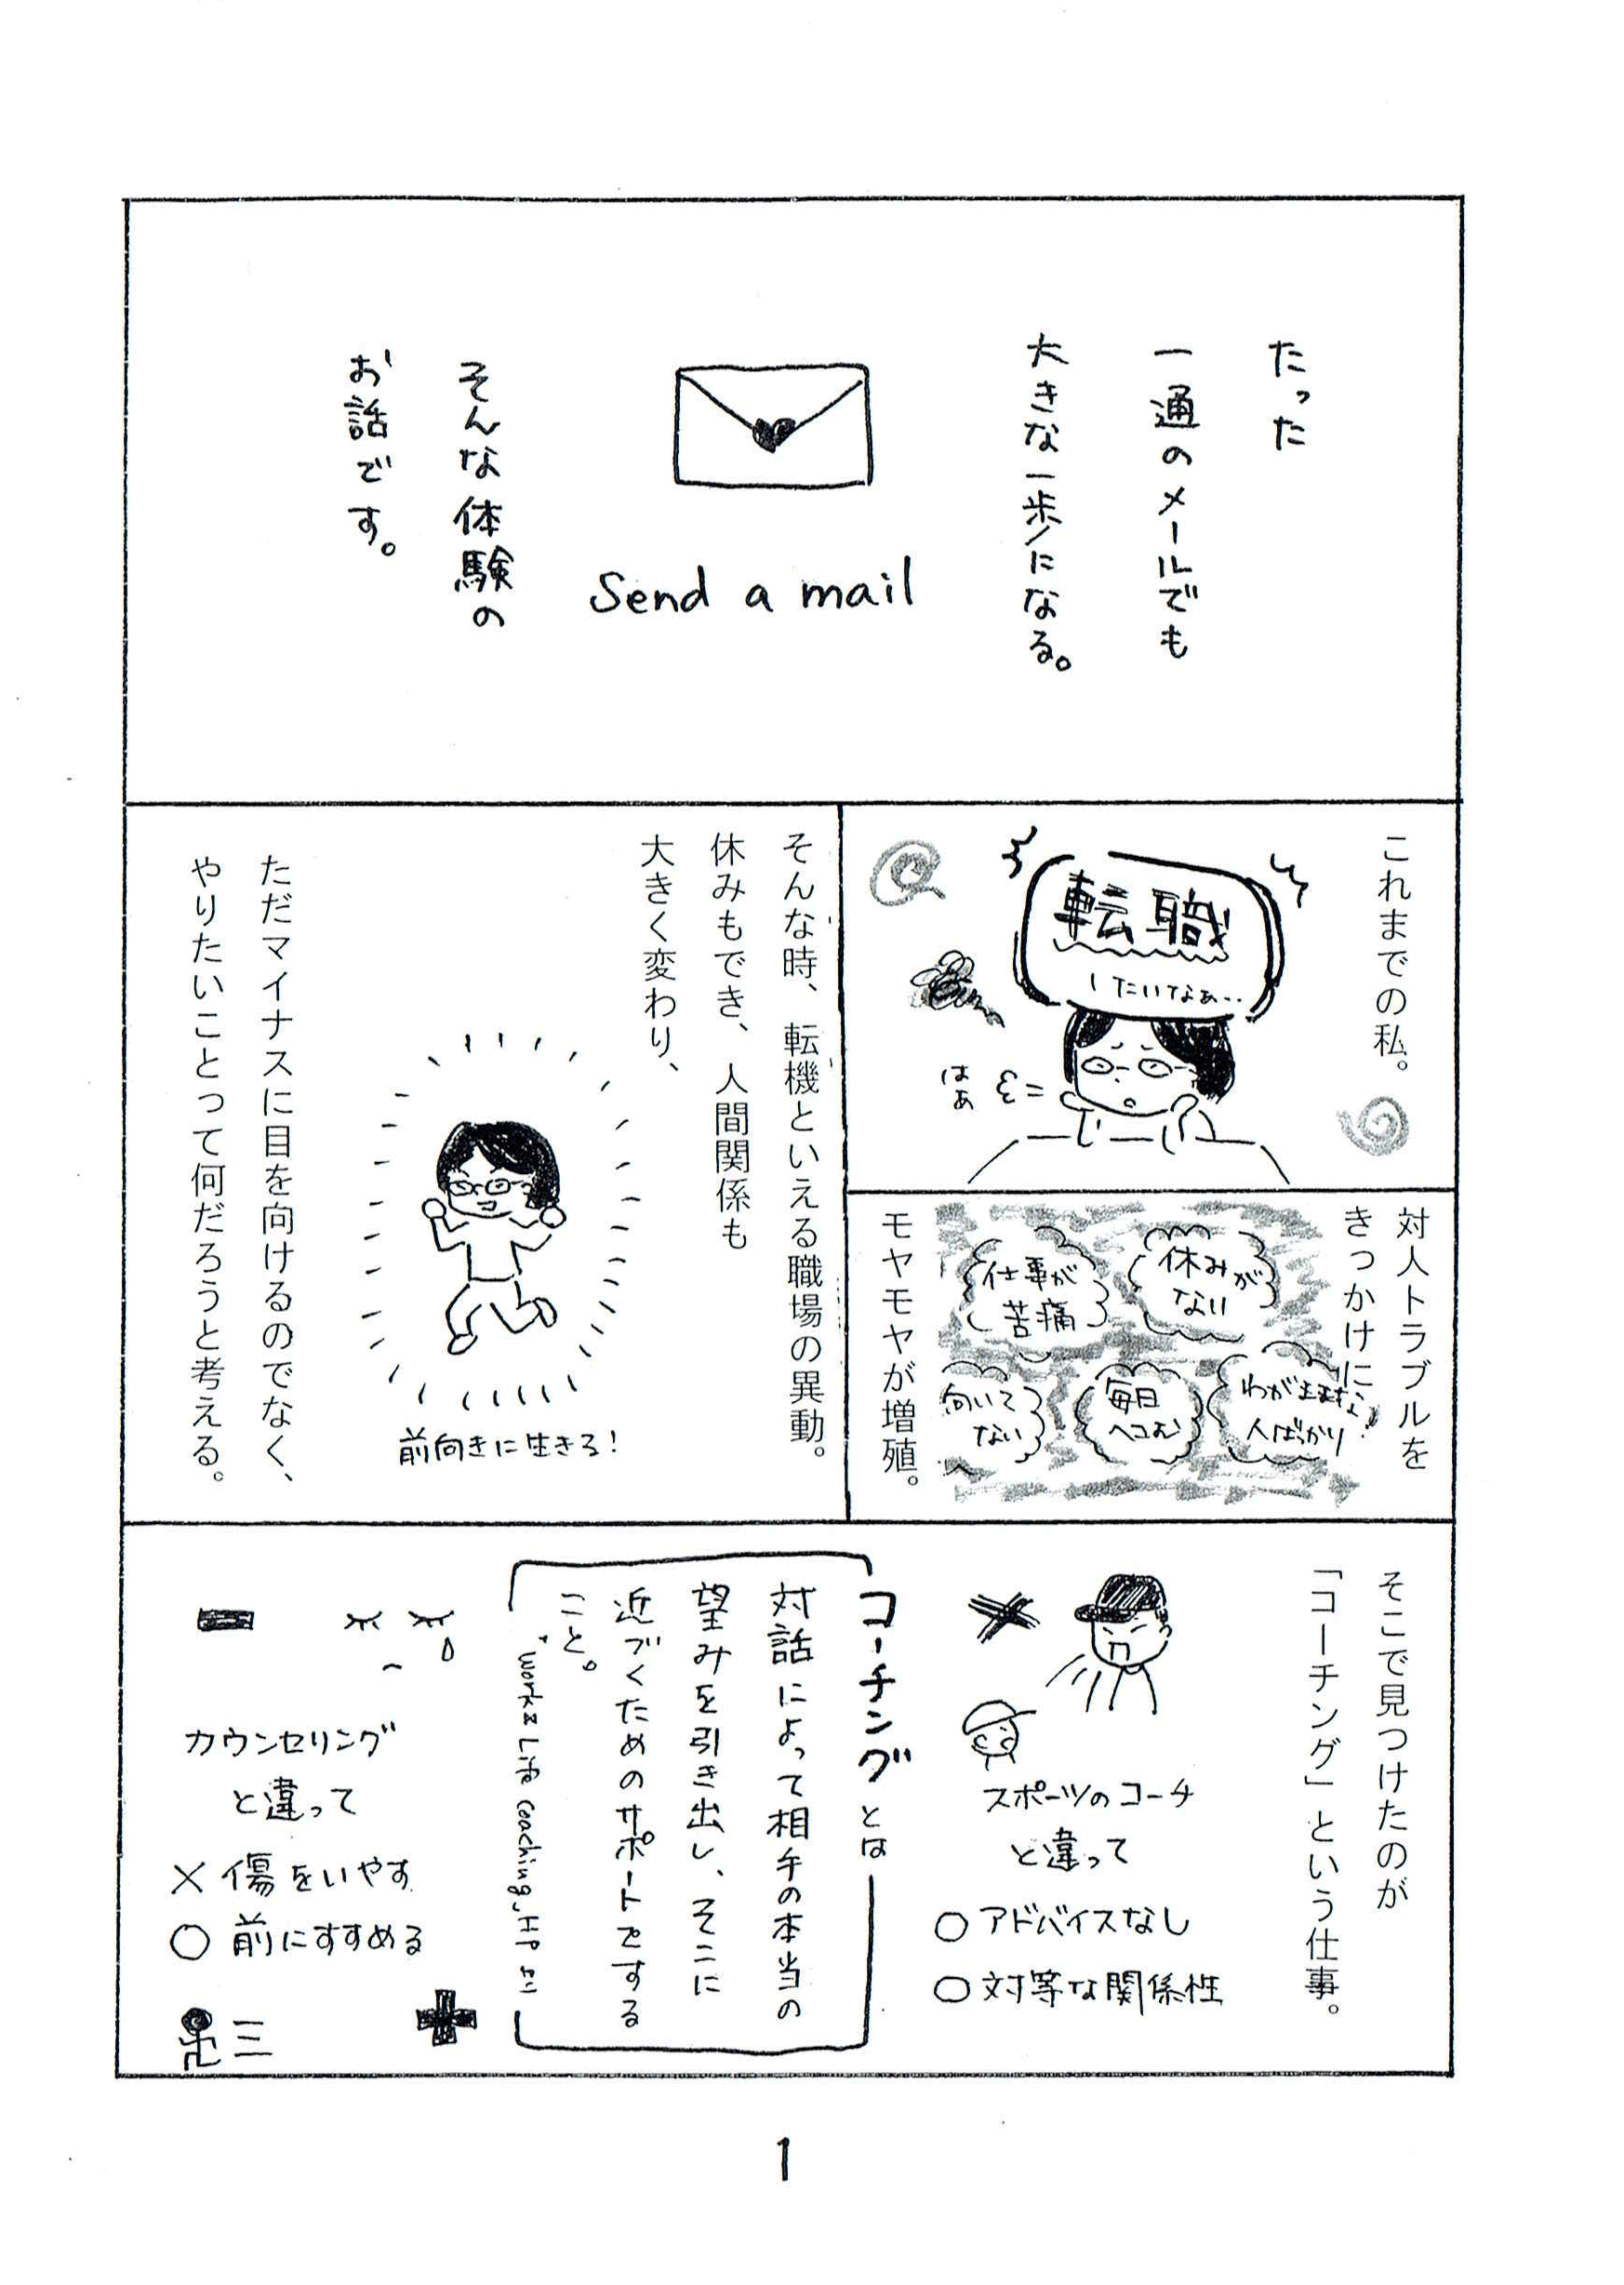 たった
一通のメールでも
大きな一歩になる。
Send a mail
そんな体験の
お話です。
これまでの私。
転職
したいなぁ…
はぁ
対人トラブルを
きっかけに
休みが
ない
仕事が
苦痛
わがままな
人ばっかり!
毎日
ヘコむ
向いて
ない
モヤモヤが増殖。
そんな時、転機といえる職場の異動。
休みもでき、人間関係も
大きく変わり、
前向きに生きる!
ただマイナスに目を向けるのでなく、
やりたいことって何だろうと考える。
そこで見つけたのが
「コーチング」という仕事。
スポーツのコーチ
と違って
○ アドバイスなし
○ 対等な関係性
コーチングとは
対話によって相手の本当の
望みを引き出し、そこに
近づくためのサポートをする
こと。
Life Coaching HPより
カウンセリング
と違って
× 傷をいやす
○ 前にすすめる
1